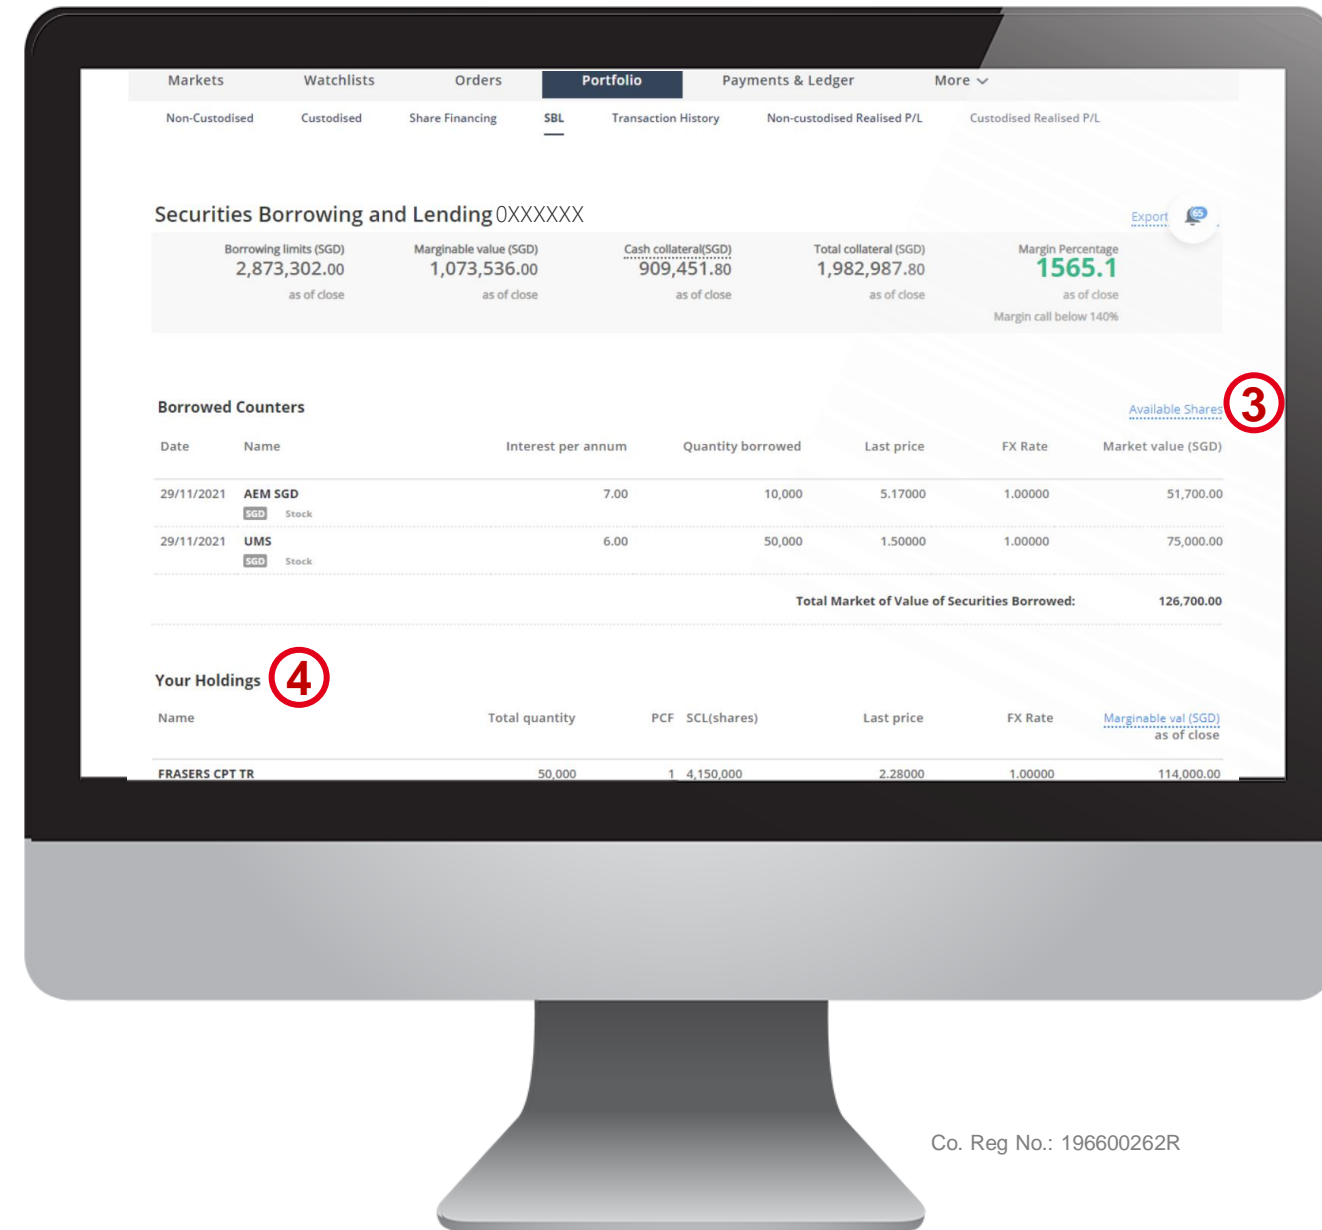 Markets Watchlists Orders Portfolio Payments & Ledger More
Non-Custodised Custodised Share Financing SBL Transaction History Non-custodised Realised P/L Custodised Realised P/L
Securities Borrowing and Lending 0XXXXXX Export 65
Borrowing limits (SGD) Marginable value (SGD) Cash collateral(SGD) Total collateral (SGD) Margin Percentage
2,873,302.00 1,073,536.00 909,451.80 1,982,987.80 1565.1
as of close as of close as of close as of close as of close
Margin call below 140%
Borrowed Counters Available Shares 3
Date Name Interest per annum Quantity borrowed Last price FX Rate Market value (SGD)
29/11/2021 AEM SGD 7.00 10,000 5.17000 1.00000 51,700.00
SGD Stock
29/11/2021 UMS 6.00 50,000 1.50000 1.00000 75,000.00
SGD Stock
Total Market of Value of Securities Borrowed: 126,700.00
Your Holdings 4
Name Total quantity PCF SCL(shares) Last price FX Rate Marginable val (SGD)
as of close
FRASERS CPT TR 50,000 1 4,150,000 2.28000 1.00000 114,000.00
Co. Reg No.: 196600262R